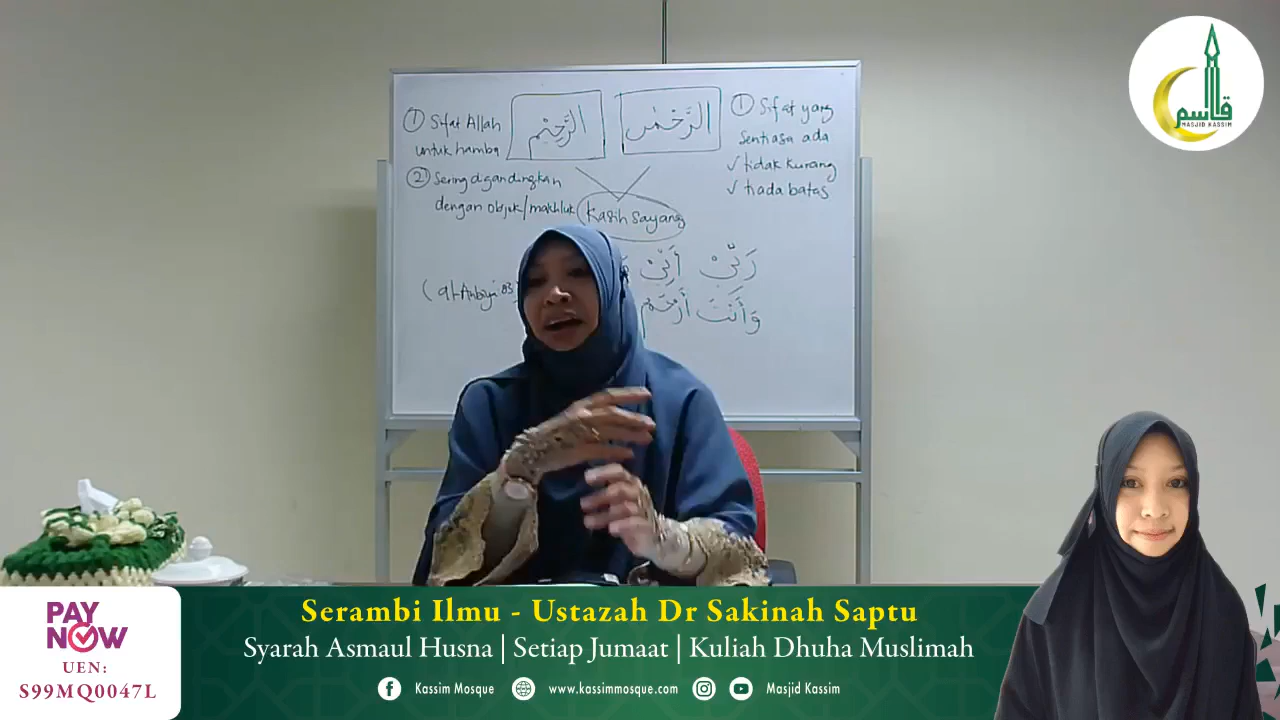 ① Sifat Allah
untuk hamba
② Sering digandingkan
dengan objek/makhluk
الرَّحِيْم
الرَّحْمٰن
① Sifat yang
sentiasa ada
✓ tidak kurang
✓ tiada batas
Kasih sayang
رَبِّيْ أَنِّيْ
وَأَنْتَ أَرْحَمُ
(al-Anbiya: 83)
قاسم
MASJID KASSIM
PAY
NOW
UEN:
S99MQ0047L
Serambi Ilmu - Ustazah Dr Sakinah Saptu
Syarah Asmaul Husna | Setiap Jumaat | Kuliah Dhuha Muslimah
Kassim Mosque www.kassimmosque.com Masjid Kassim